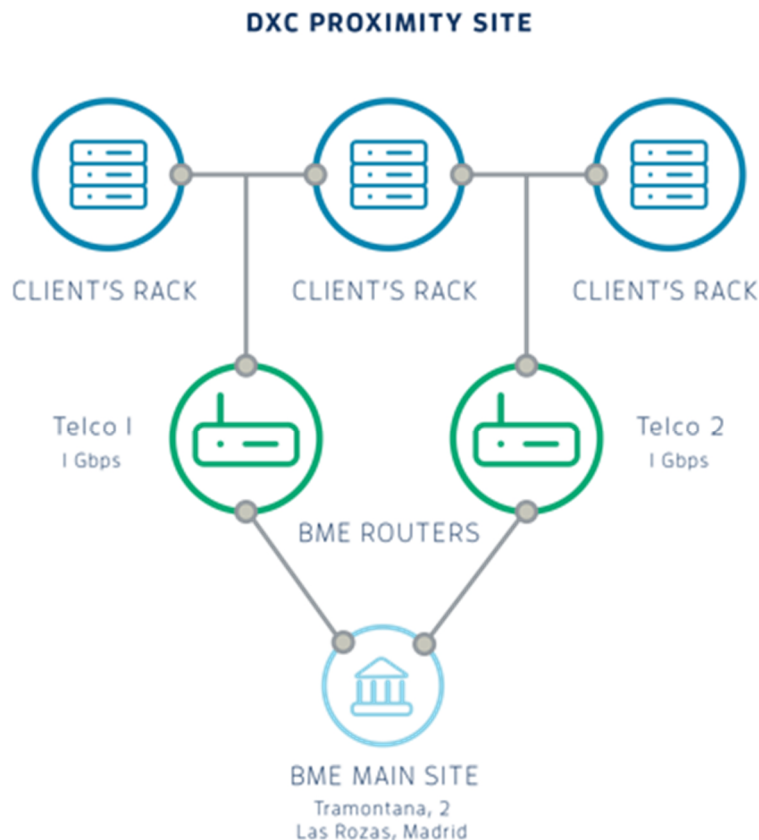 DXC PROXIMITY SITE
CLIENT'S RACK
CLIENT'S RACK
CLIENT'S RACK
Telco 1
1 Gbps
Telco 2
1 Gbps
BME ROUTERS
BME MAIN SITE
Tramontana, 2
Las Rozas, Madrid